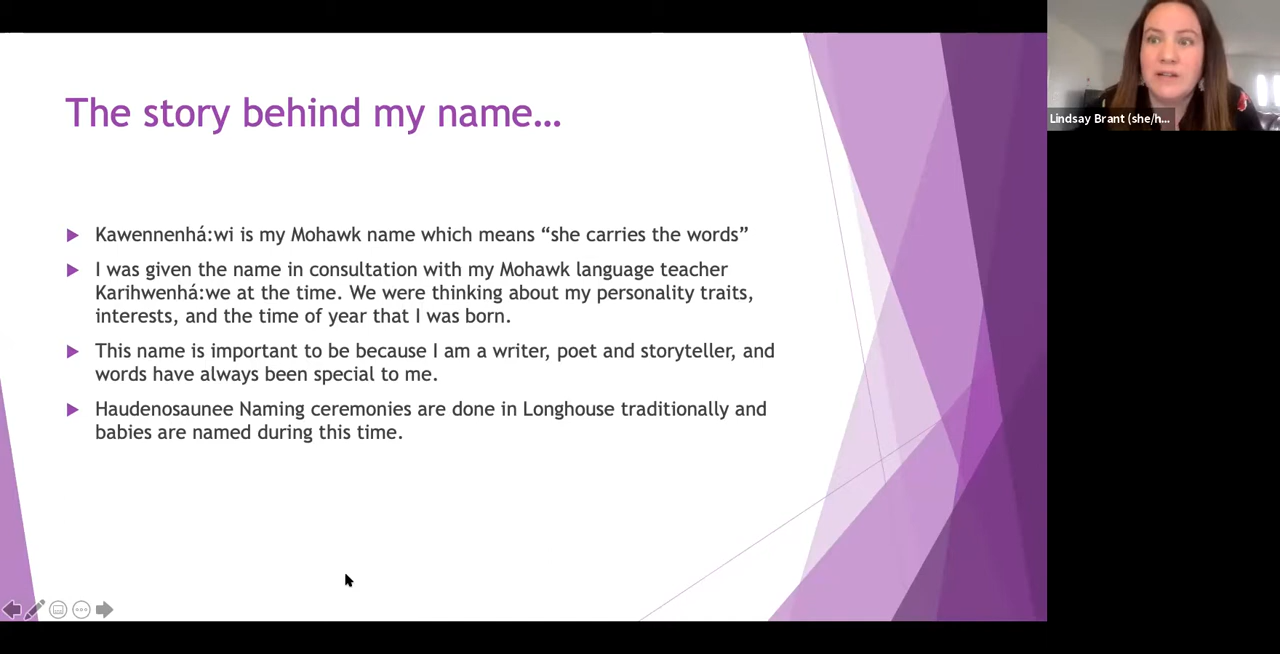 The story behind my name...
Kawennenhá:wi is my Mohawk name which means “she carries the words”
I was given the name in consultation with my Mohawk language teacher
Karihwenhá:we at the time. We were thinking about my personality traits,
interests, and the time of year that I was born.
This name is important to be because I am a writer, poet and storyteller, and
words have always been special to me.
Haudenosaunee Naming ceremonies are done in Longhouse traditionally and
babies are named during this time.
Lindsay Brant (she/h...